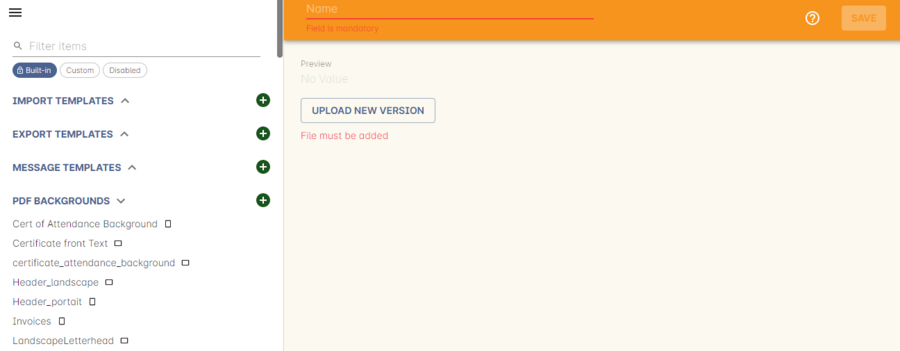 Filter items
Built-in
Custom
Disabled
IMPORT TEMPLATES
EXPORT TEMPLATES
MESSAGE TEMPLATES
PDF BACKGROUNDS
Cert of Attendance Background
Certificate front Text
certificate_attendance_background
Header_landscape
Header_portait
Invoices
LandscapeLetterhead
Name
Field is mandatory
SAVE
Preview
No Value
UPLOAD NEW VERSION
File must be added